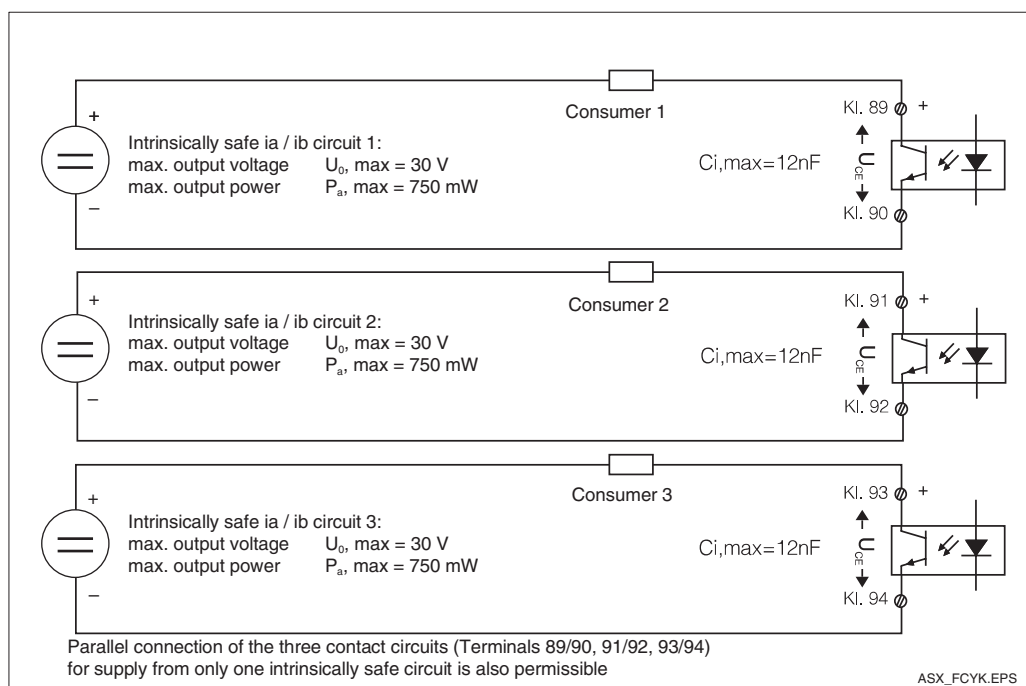 +
Consumer 1
Kl. 89 +
Intrinsically safe ia / ib circuit 1:
max. output voltage U₀, max = 30 V
max. output power Pₐ, max = 750 mW
Ci,max=12nF
U_CE
–
Kl. 90
+
Consumer 2
Kl. 91 +
Intrinsically safe ia / ib circuit 2:
max. output voltage U₀, max = 30 V
max. output power Pₐ, max = 750 mW
Ci,max=12nF
U_CE
–
Kl. 92
+
Consumer 3
Kl. 93 +
Intrinsically safe ia / ib circuit 3:
max. output voltage U₀, max = 30 V
max. output power Pₐ, max = 750 mW
Ci,max=12nF
U_CE
–
Kl. 94
Parallel connection of the three contact circuits (Terminals 89/90, 91/92, 93/94)
for supply from only one intrinsically safe circuit is also permissible
ASX_FCYK.EPS